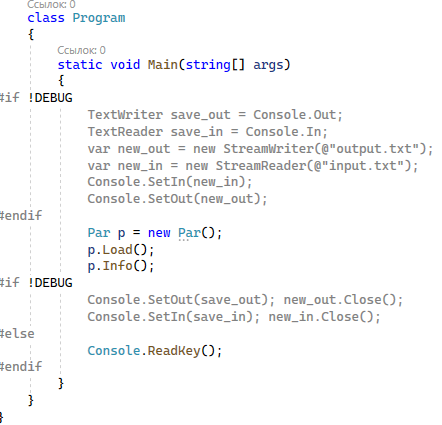 Ссылок: 0
class Program
{
Ссылок: 0
static void Main(string[] args)
{
#if !DEBUG
TextWriter save_out = Console.Out;
TextReader save_in = Console.In;
var new_out = new StreamWriter(@"output.txt");
var new_in = new StreamReader(@"input.txt");
Console.SetIn(new_in);
Console.SetOut(new_out);
#endif
Par p = new Par();
p.Load();
p.Info();
#if !DEBUG
Console.SetOut(save_out); new_out.Close();
Console.SetIn(save_in); new_in.Close();
#else
Console.ReadKey();
#endif
}
}
}